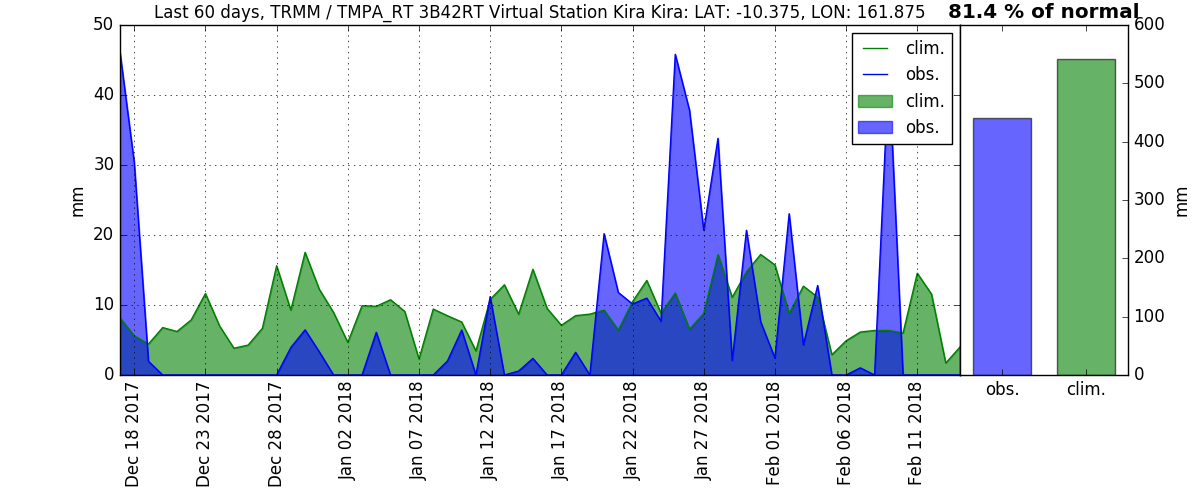 Last 60 days, TRMM / TMPA_RT 3B42RT Virtual Station Kira Kira: LAT: -10.375, LON: 161.875
81.4 % of normal
50
40
30
20
10
0
mm
clim.
obs.
clim.
obs.
600
500
400
300
200
100
0
mm
obs.
clim.
Dec 18 2017
Dec 23 2017
Dec 28 2017
Jan 02 2018
Jan 07 2018
Jan 12 2018
Jan 17 2018
Jan 22 2018
Jan 27 2018
Feb 01 2018
Feb 06 2018
Feb 11 2018